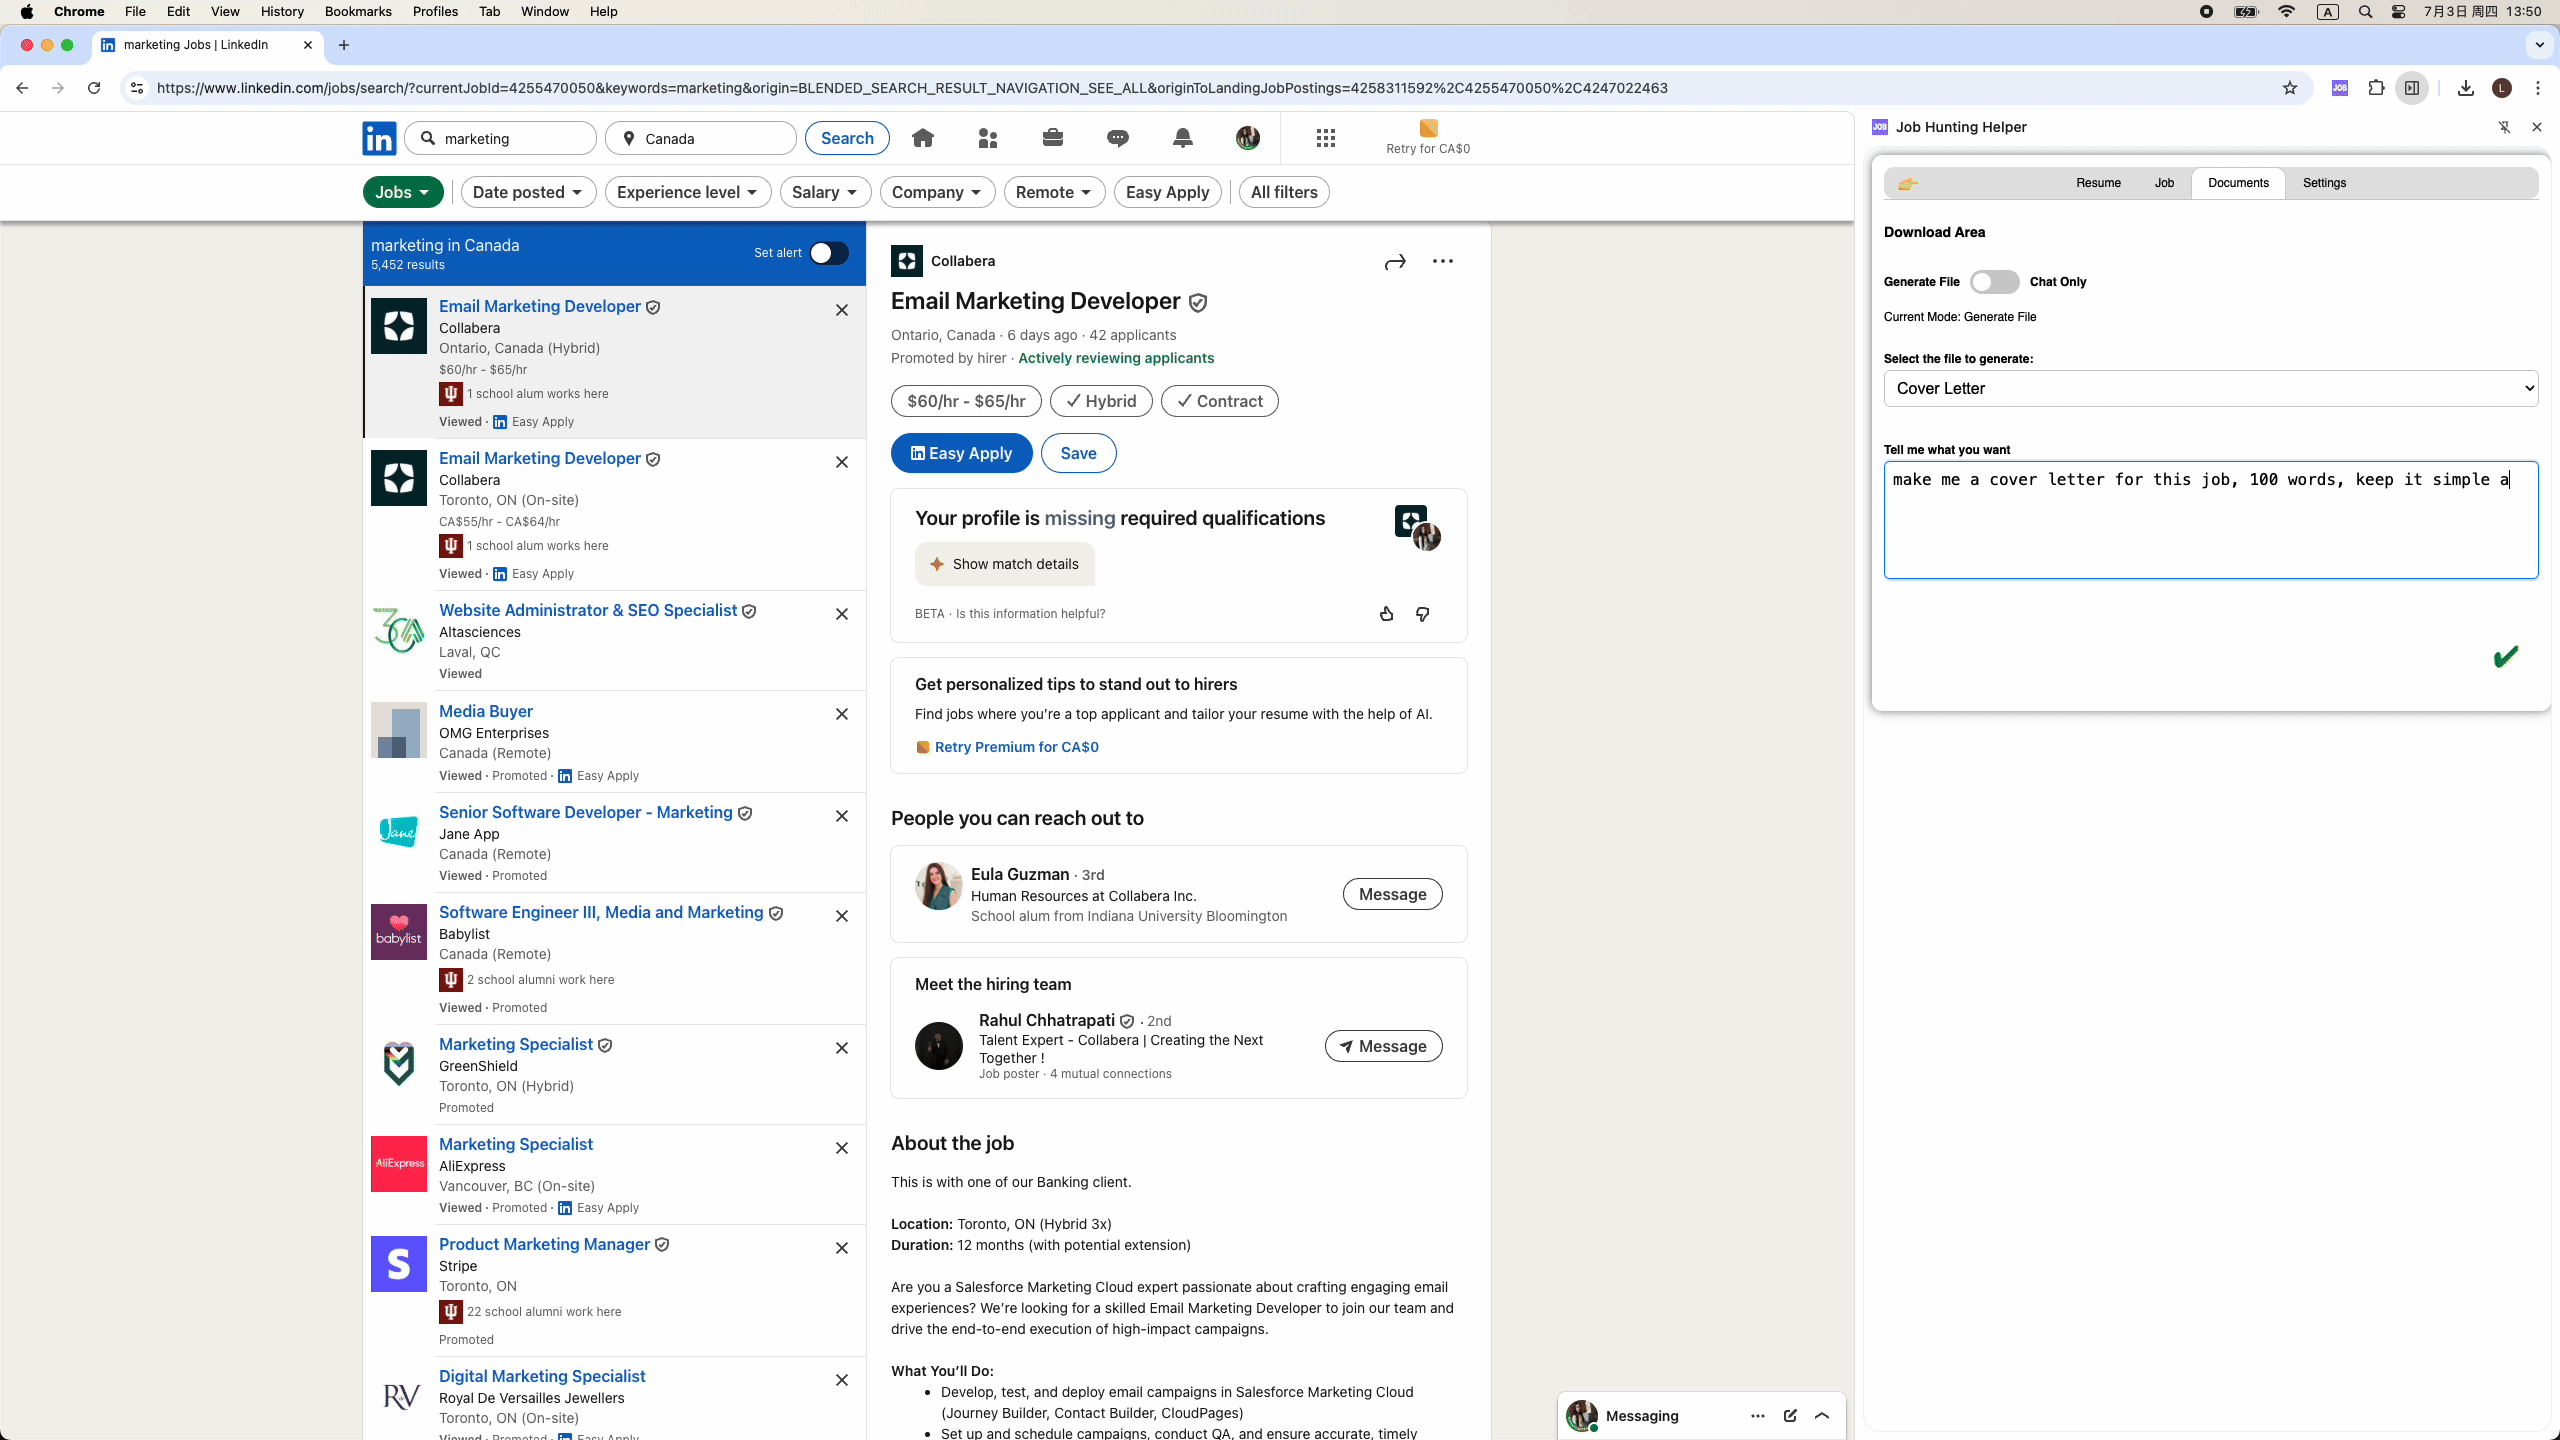 Chrome File Edit View History Bookmarks Profiles Tab Window Help
A 7月3日 周四 13:50
marketing Jobs | LinkedIn
https://www.linkedin.com/jobs/search/?currentJobId=4255470050&keywords=marketing&origin=BLENDED_SEARCH_RESULT_NAVIGATION_SEE_ALL&originToLandingJobPostings=4258311592%2C4255470050%2C4247022463
JOB
L
in
marketing
Canada
Search
Retry for CA$0
Jobs
Date posted
Experience level
Salary
Company
Remote
Easy Apply
All filters
marketing in Canada
5,452 results
Set alert
Email Marketing Developer
Collabera
Ontario, Canada (Hybrid)
$60/hr - $65/hr
1 school alum works here
Viewed · in Easy Apply
Email Marketing Developer
Collabera
Toronto, ON (On-site)
CA$55/hr - CA$64/hr
1 school alum works here
Viewed · in Easy Apply
Website Administrator & SEO Specialist
Altasciences
Laval, QC
Viewed
Media Buyer
OMG Enterprises
Canada (Remote)
Viewed · Promoted · in Easy Apply
Jane
Senior Software Developer - Marketing
Jane App
Canada (Remote)
Viewed · Promoted
babylist
Software Engineer III, Media and Marketing
Babylist
Canada (Remote)
2 school alumni work here
Viewed · Promoted
Marketing Specialist
GreenShield
Toronto, ON (Hybrid)
Promoted
AliExpress
Marketing Specialist
AliExpress
Vancouver, BC (On-site)
Viewed · Promoted · in Easy Apply
S
Product Marketing Manager
Stripe
Toronto, ON
22 school alumni work here
Promoted
RV
Digital Marketing Specialist
Royal De Versailles Jewellers
Toronto, ON (On-site)
Viewed · Promoted · in Easy Apply
Collabera
Email Marketing Developer
Ontario, Canada · 6 days ago · 42 applicants
Promoted by hirer · Actively reviewing applicants
$60/hr - $65/hr
✓ Hybrid
✓ Contract
in Easy Apply
Save
Your profile is missing required qualifications
Show match details
BETA · Is this information helpful?
Get personalized tips to stand out to hirers
Find jobs where you're a top applicant and tailor your resume with the help of AI.
Retry Premium for CA$0
People you can reach out to
Eula Guzman · 3rd
Human Resources at Collabera Inc.
School alum from Indiana University Bloomington
Message
Meet the hiring team
Rahul Chhatrapati · 2nd
Talent Expert - Collabera | Creating the Next
Together !
Job poster · 4 mutual connections
Message
About the job
This is with one of our Banking client.
Location: Toronto, ON (Hybrid 3x)
Duration: 12 months (with potential extension)
Are you a Salesforce Marketing Cloud expert passionate about crafting engaging email
experiences? We're looking for a skilled Email Marketing Developer to join our team and
drive the end-to-end execution of high-impact campaigns.
What You'll Do:
• Develop, test, and deploy email campaigns in Salesforce Marketing Cloud
(Journey Builder, Contact Builder, CloudPages)
• Set up and schedule campaigns, conduct QA, and ensure accurate, timely
Messaging
JOB Job Hunting Helper
Resume Job Documents Settings
Download Area
Generate File Chat Only
Current Mode: Generate File
Select the file to generate:
Cover Letter
Tell me what you want
make me a cover letter for this job, 100 words, keep it simple a